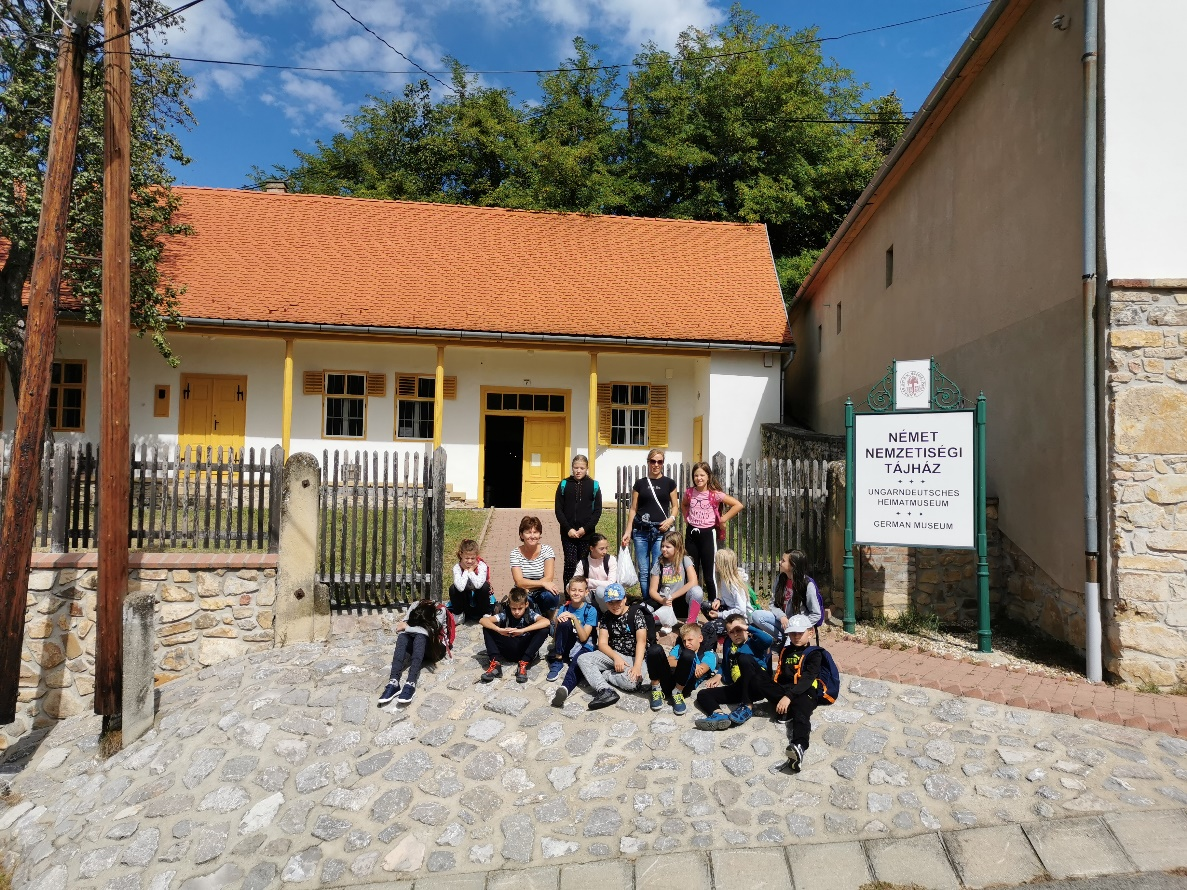 NÉMET
NEMZETISÉGI
TÁJHÁZ
UNGARNDEUTSCHES
HEIMATMUSEUM
GERMAN MUSEUM